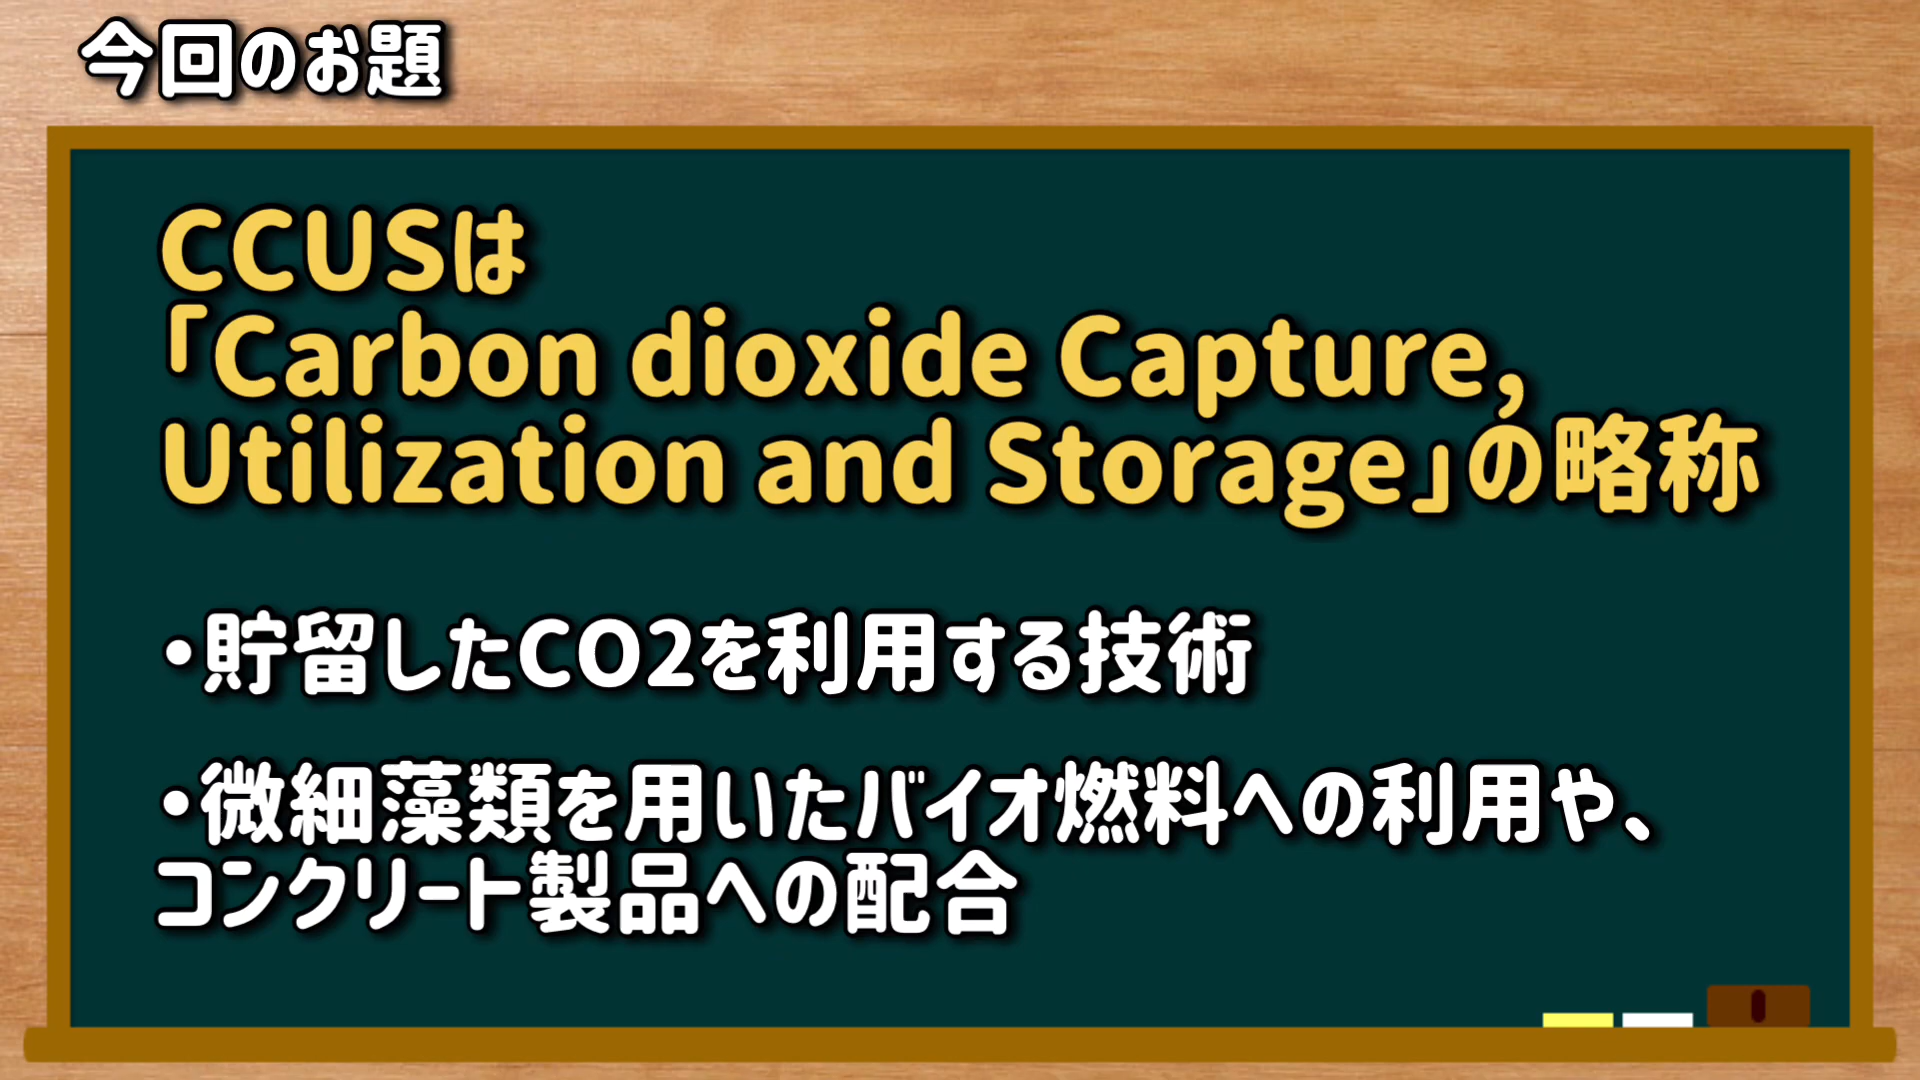 今回のお題
CCUSは
「Carbon dioxide Capture,
Utilization and Storage」の略称
・貯留したCO2を利用する技術
・微細藻類を用いたバイオ燃料への利用や、
コンクリート製品への配合